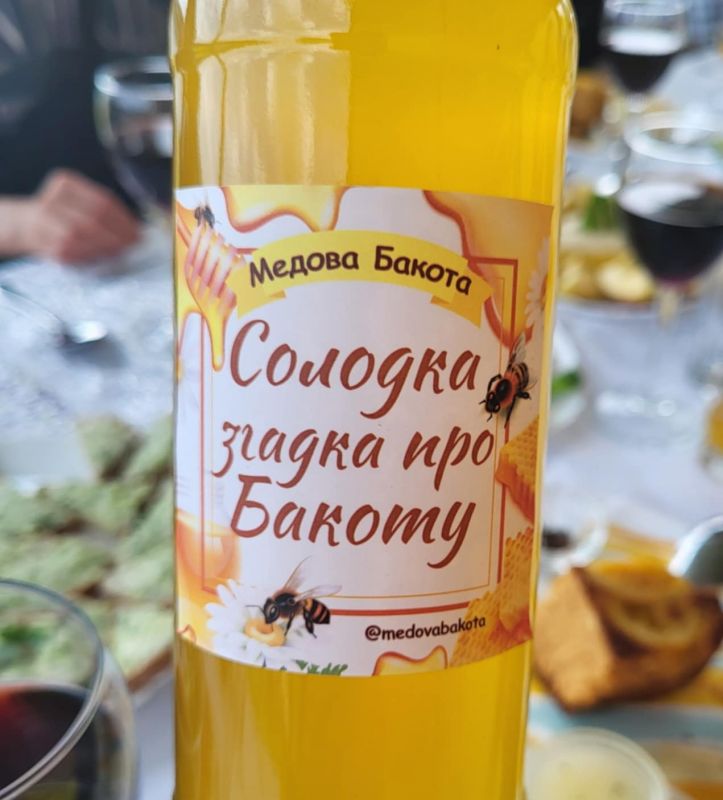 Медова Бакота
Солодка
згадка про
Бакоту
@medovabakota